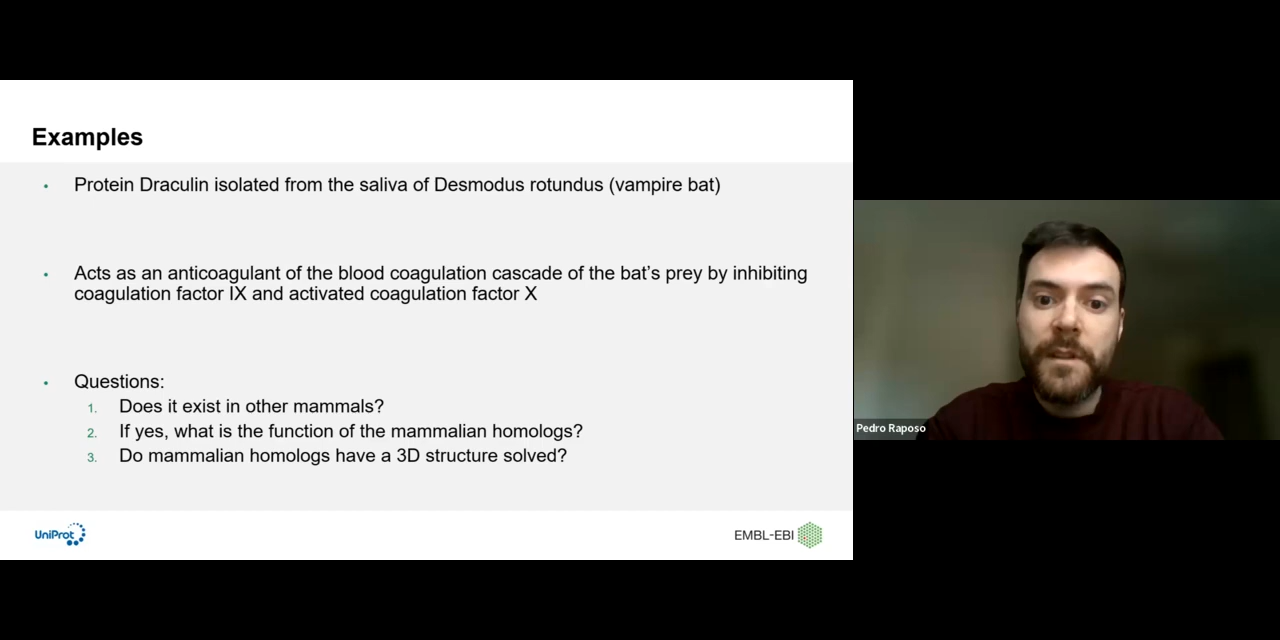 Examples
• Protein Draculin isolated from the saliva of Desmodus rotundus (vampire bat)
• Acts as an anticoagulant of the blood coagulation cascade of the bat's prey by inhibiting
coagulation factor IX and activated coagulation factor X
• Questions:
1. Does it exist in other mammals?
2. If yes, what is the function of the mammalian homologs?
3. Do mammalian homologs have a 3D structure solved?
UniProt
EMBL-EBI
Pedro Raposo